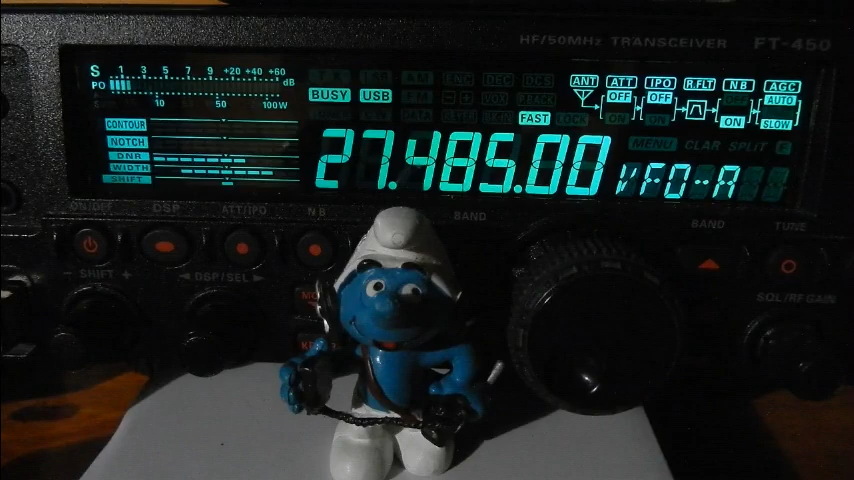 HF/50MHz TRANSCEIVER FT-450
S 1 3 5 7 9 +20 +40 +60 dB
PO
10 50 100W
BUSY USB
FAST LOCK
ANT ATT IPO R.FLT NB AGC
OFF OFF AUTO
ON ON ON SLOW
CONTOUR
NOTCH
DNR
WIDTH
SHIFT
27.485.00 VFO-A
MENU CLAR SPLIT
ON/OFF DSP ATT/IPO NB BAND BAND TUNE
- SHIFT + ◄ DSP/SEL ► SQL/RF GAIN